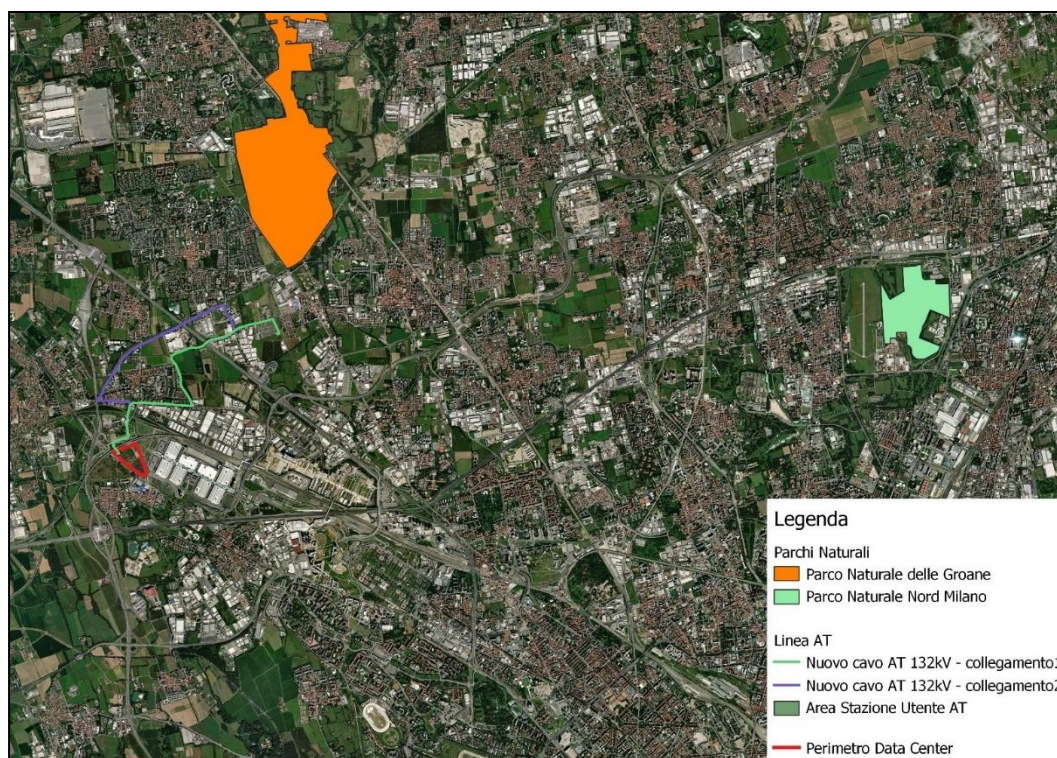 Legenda
Parchi Naturali
Parco Naturale delle Groane
Parco Naturale Nord Milano
Linea AT
Nuovo cavo AT 132kV - collegamento1
Nuovo cavo AT 132kV - collegamento2
Area Stazione Utente AT
Perimetro Data Center